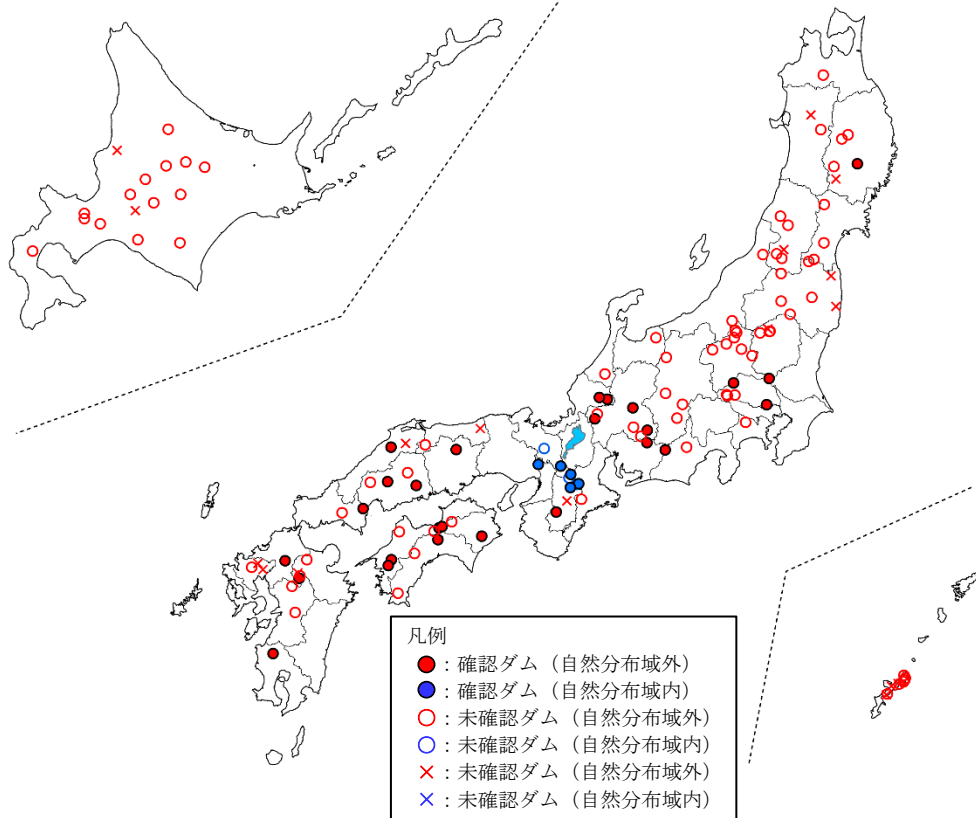 凡例
：確認ダム（自然分布域外）
：確認ダム（自然分布域内）
：未確認ダム（自然分布域外）
：未確認ダム（自然分布域内）
：未確認ダム（自然分布域外）
：未確認ダム（自然分布域内）